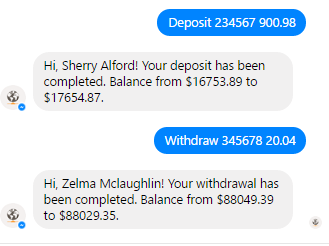 Deposit 234567 900.98
Hi, Sherry Alford! Your deposit has been
completed. Balance from $16753.89 to
$17654.87.
Withdraw 345678 20.04
Hi, Zelma Mclaughlin! Your withdrawal has
been completed. Balance from $88049.39
to $88029.35.